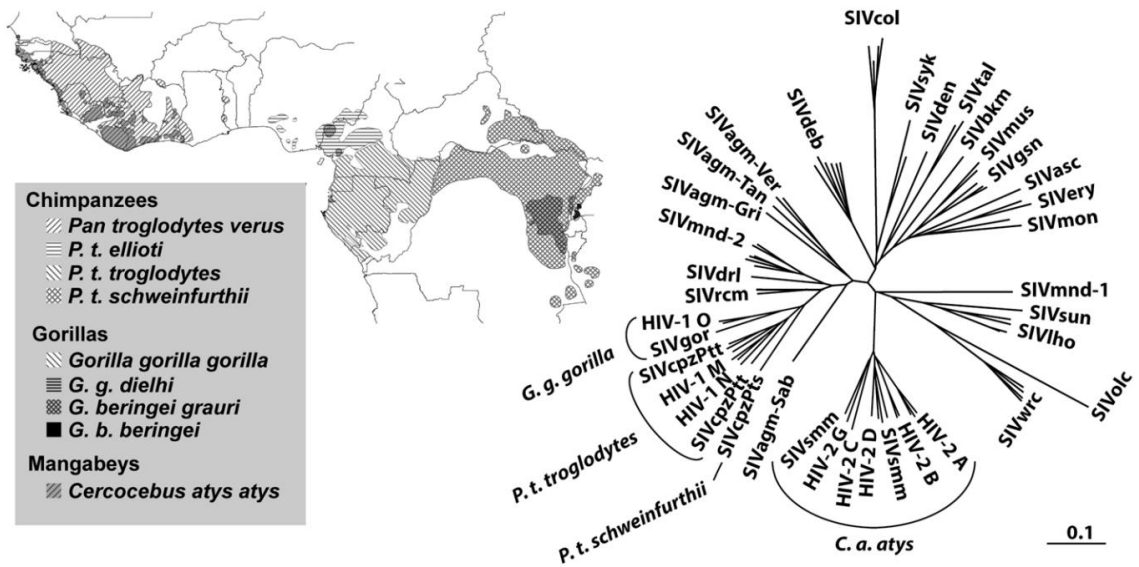 Chimpanzees
Pan troglodytes verus
P. t. ellioti
P. t. troglodytes
P. t. schweinfurthii
Gorillas
Gorilla gorilla gorilla
G. g. dielhi
G. beringei grauri
G. b. beringei
Mangabeys
Cercocebus atys atys
SIVcol
SIVsyk
SIVden
SIVtal
SIVbkm
SIVmus
SIVgsn
SIVasc
SIVery
SIVmon
SIVmnd-1
SIVsun
SIVlho
SIVolc
SIVwrc
HIV-2 A
HIV-2 B
SIVsmm
HIV-2 D
HIV-2 C
HIV-2 G
SIVsmm
C. a. atys
SIVagm-Sab
SIVcpzPts
P. t. schweinfurthii
SIVcpzPtt
HIV-1 N
HIV-1 M
SIVcpzPtt
P. t. troglodytes
SIVgor
HIV-1 O
G. g. gorilla
SIVrcm
SIVdrl
SIVmnd-2
SIVagm-Gri
SIVagm-Tan
SIVagm-Ver
SIVdeb
0.1